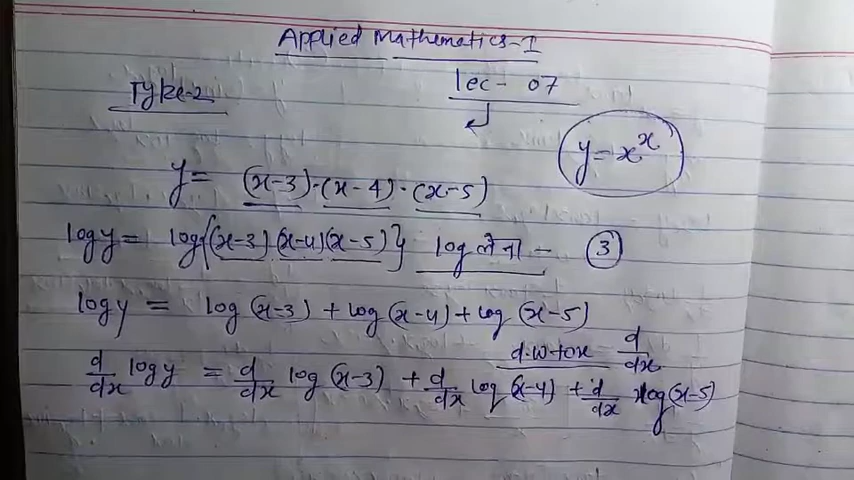 Applied Mathematics-I
Type-2
lec- 07
y = x^x
y = (x-3)·(x-4)·(x-5)
log y = log{(x-3)·(x-4)(x-5)} log लेना - ③
log y = log (x-3) + log (x-4) + log (x-5)
d.w.to x d/dx
d/dx log y = d/dx log (x-3) + d/dx log (x-4) + d/dx log (x-5)